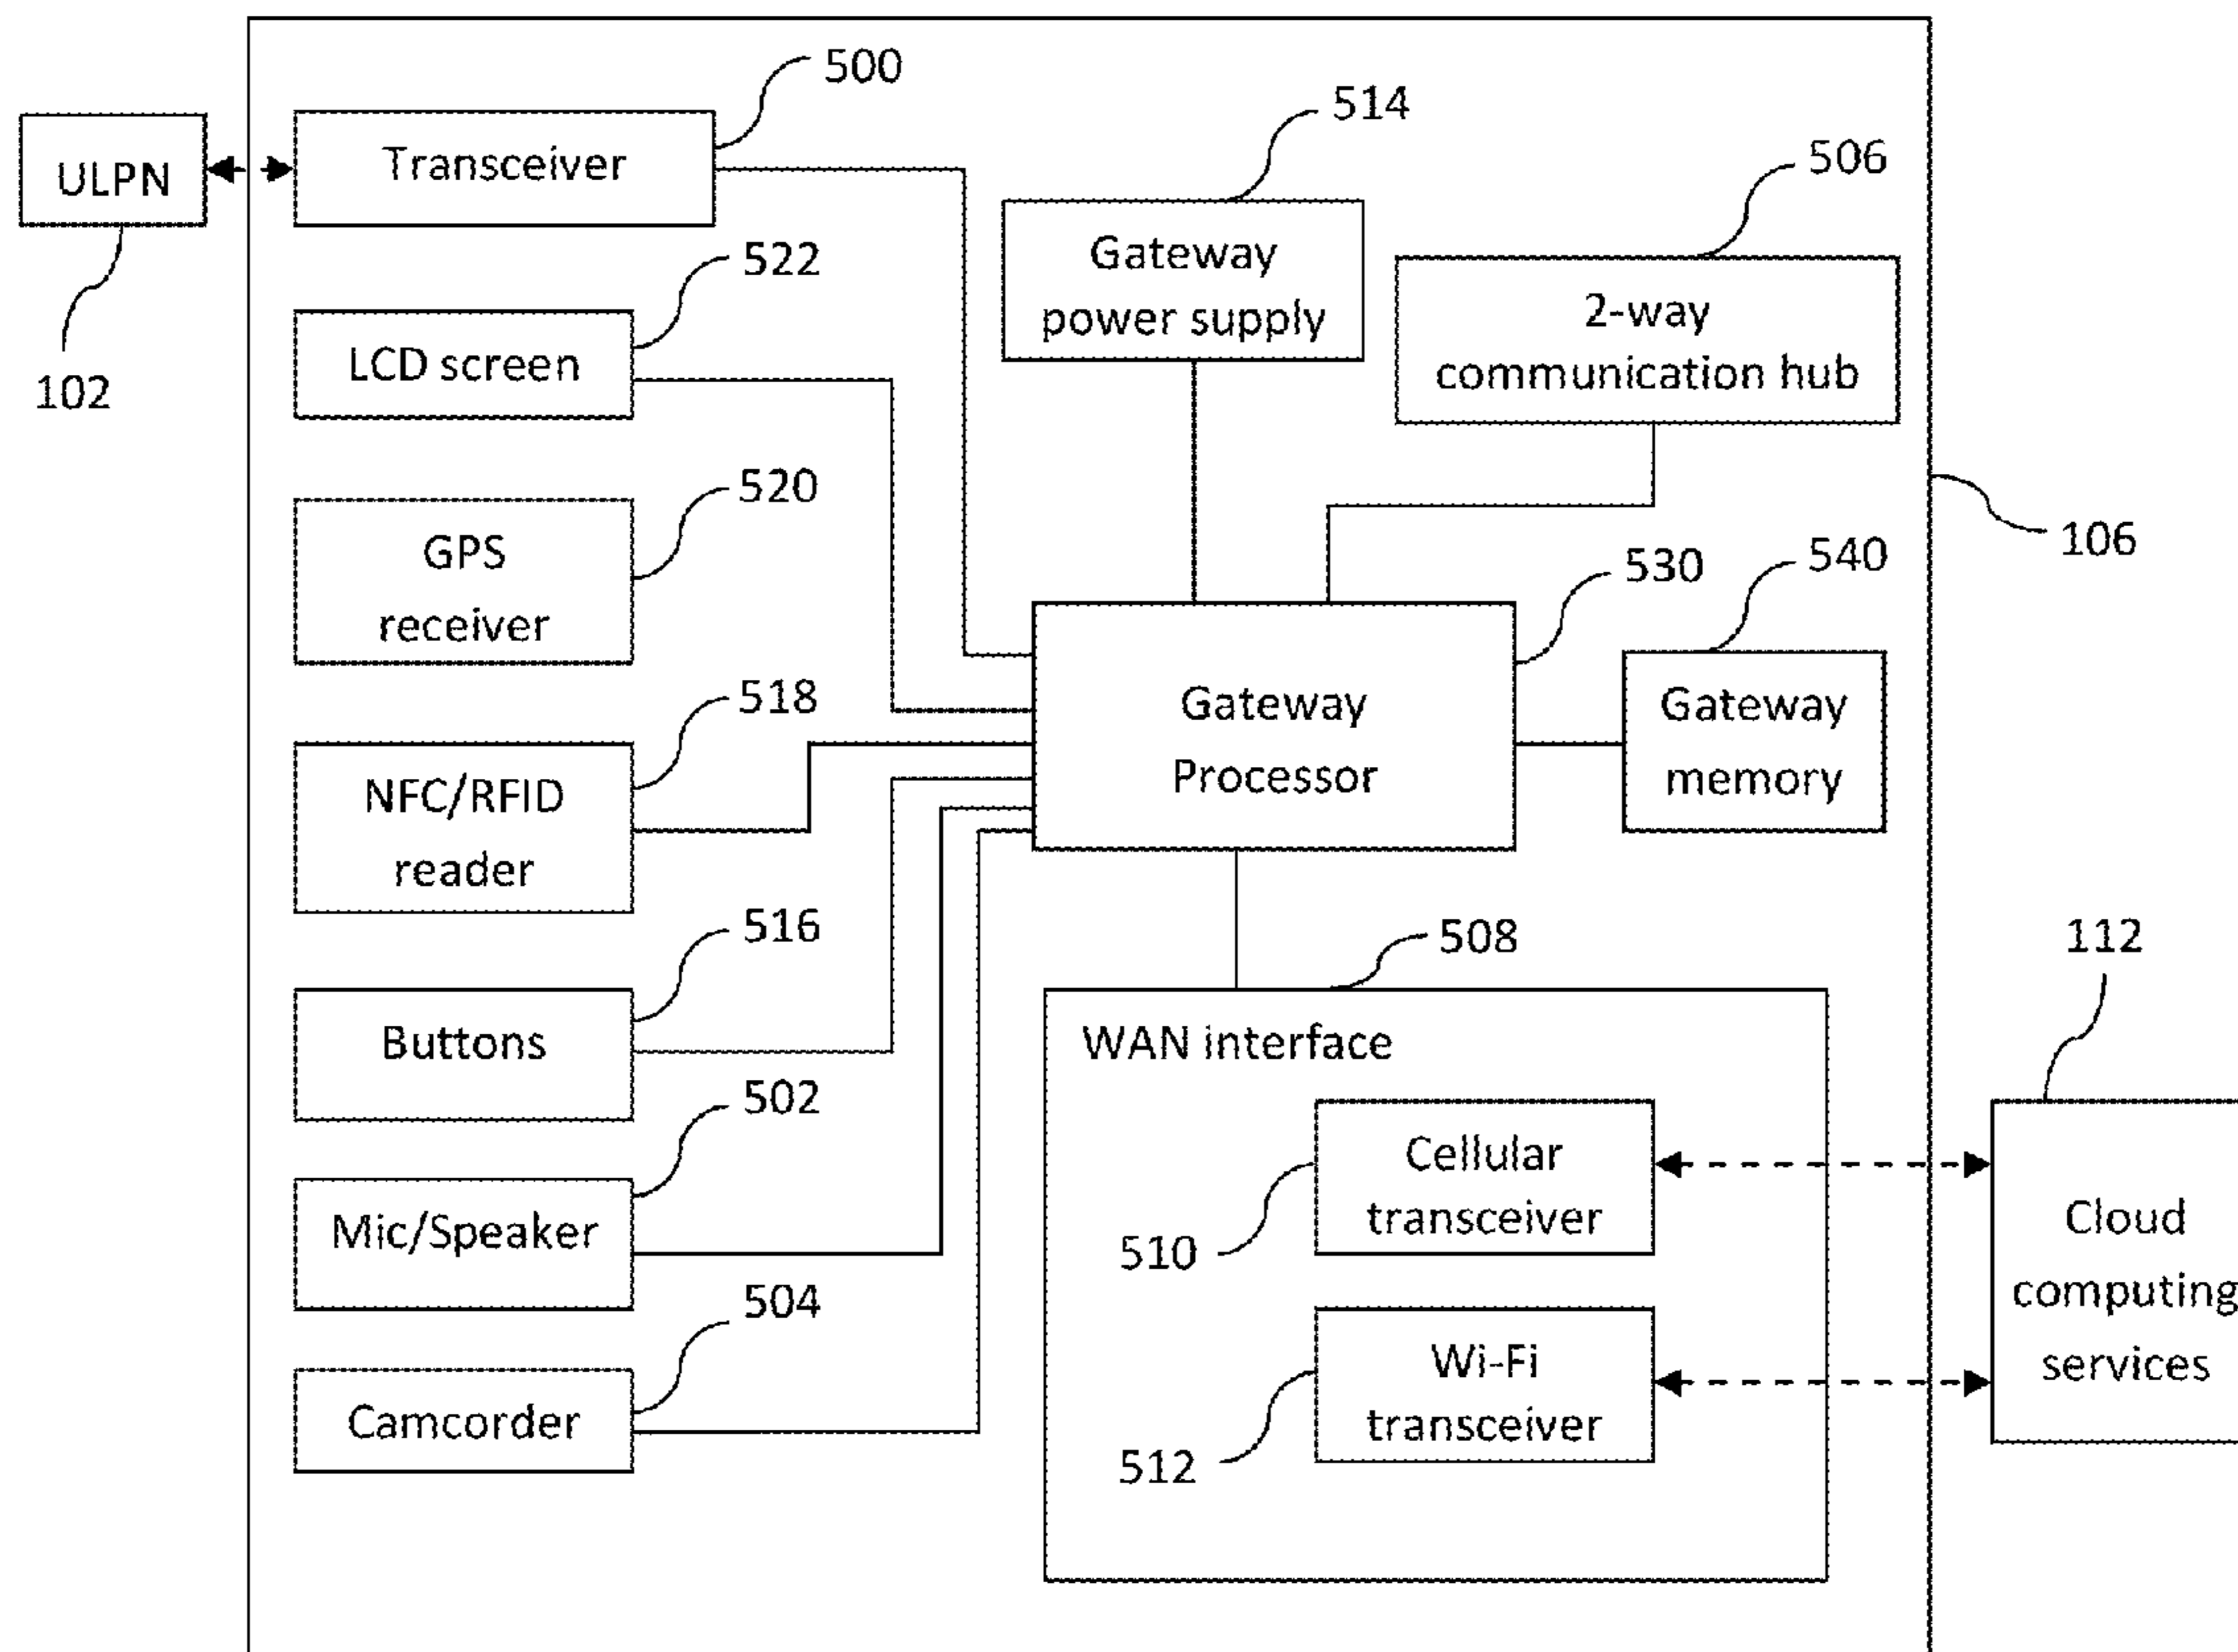 500
ULPN
Transceiver
102
522
LCD screen
520
GPS
receiver
518
NFC/RFID
reader
516
Buttons
502
Mic/Speaker
504
Camcorder
514
Gateway
power supply
506
2-way
communication hub
106
530
Gateway
Processor
540
Gateway
memory
508
WAN interface
Cellular
transceiver
510
Wi-Fi
transceiver
512
112
Cloud
computing
services